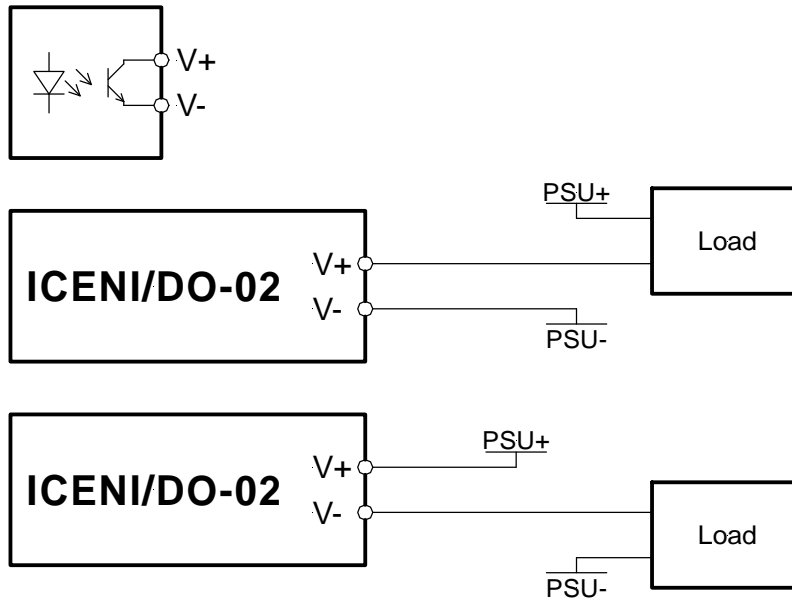 V+
V-
PSU+
Load
V+
ICENI/DO-02
V-
PSU-
PSU+
V+
ICENI/DO-02
V-
Load
PSU-